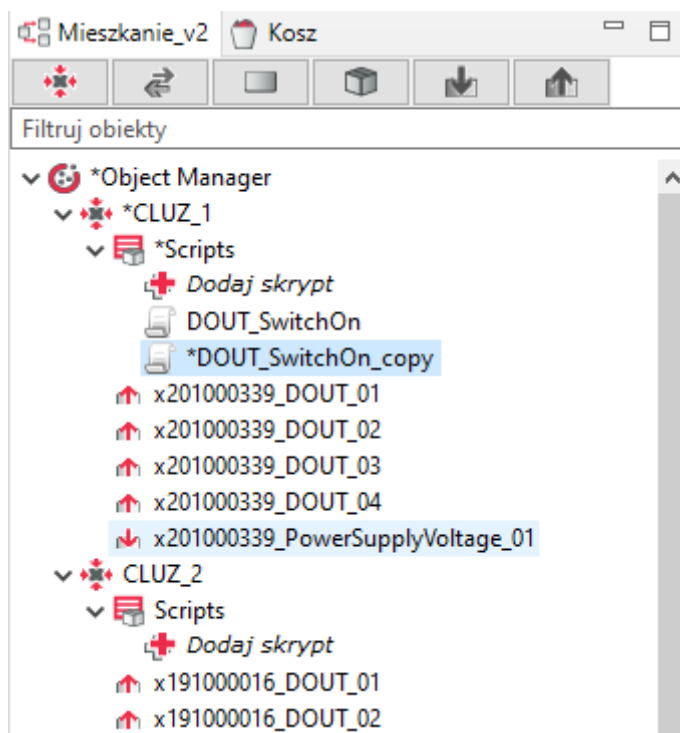 Mieszkanie_v2 Kosz
Filtruj obiekty
*Object Manager
*CLUZ_1
*Scripts
Dodaj skrypt
DOUT_SwitchOn
*DOUT_SwitchOn_copy
x201000339_DOUT_01
x201000339_DOUT_02
x201000339_DOUT_03
x201000339_DOUT_04
x201000339_PowerSupplyVoltage_01
CLUZ_2
Scripts
Dodaj skrypt
x191000016_DOUT_01
x191000016_DOUT_02